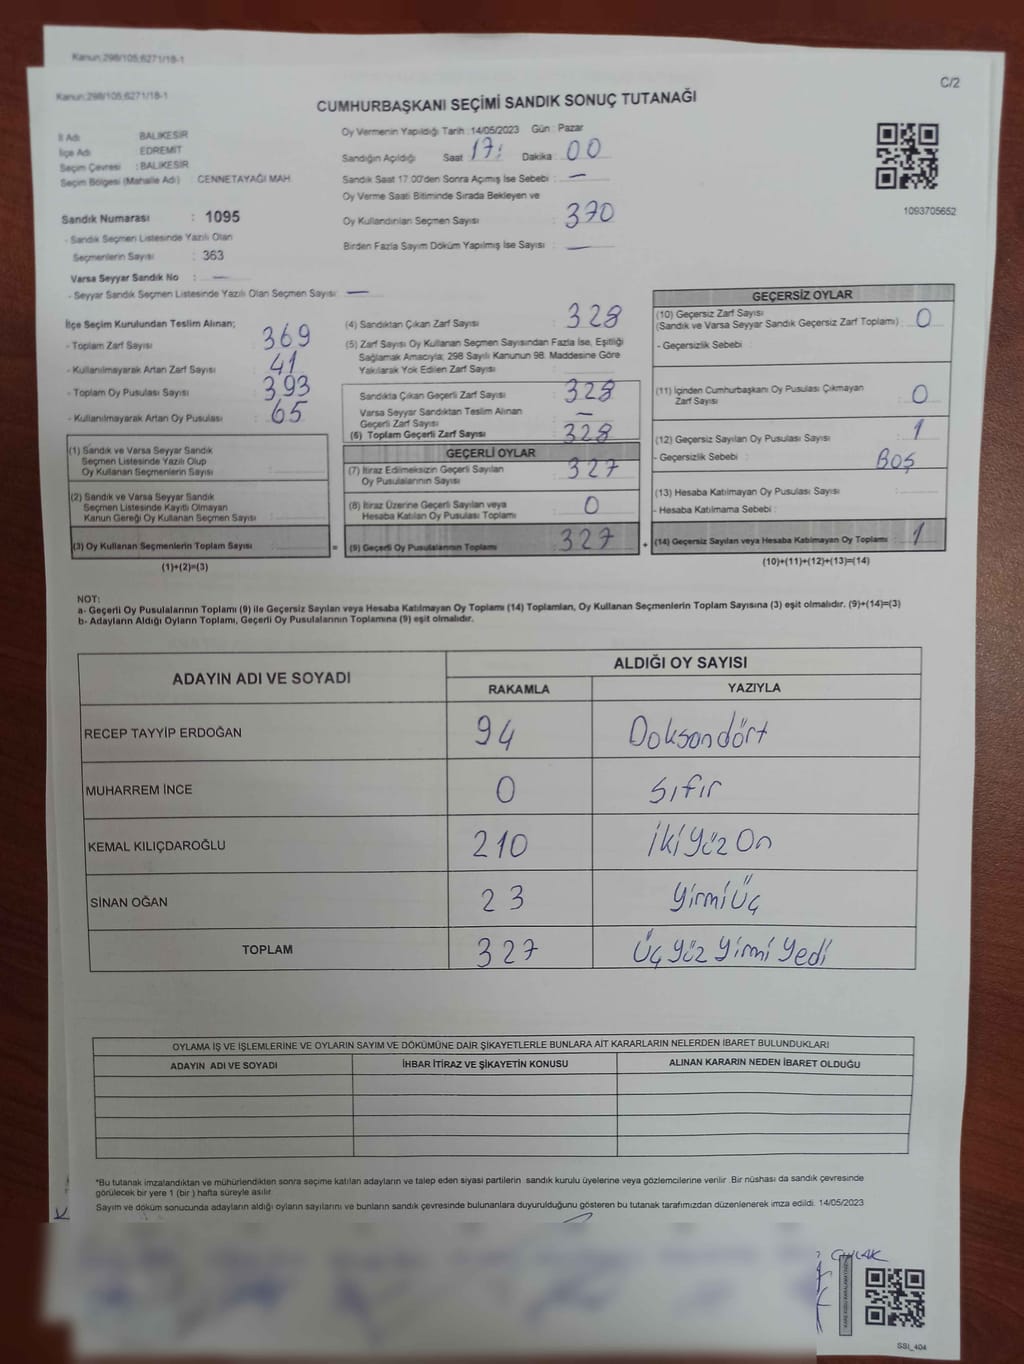 Kanun:298/105;6271/18-1
Kanun:298/105;6271/18-1
C/2
CUMHURBAŞKANI SEÇİMİ SANDIK SONUÇ TUTANAĞI
İl Adı BALIKESİR
İlçe Adı EDREMİT
Seçim Çevresi : BALIKESİR
Seçim Bölgesi (Mahalle Adı) : CENNETAYAĞI MAH.
Sandık Numarası : 1095
- Sandık Seçmen Listesinde Yazılı Olan
Seçmenlerin Sayısı : 363
Varsa Seyyar Sandık No : —
- Seyyar Sandık Seçmen Listesinde Yazılı Olan Seçmen Sayısı: —
Oy Vermenin Yapıldığı Tarih :14/05/2023 Gün : Pazar
Sandığın Açıldığı Saat 17: Dakika : 00
Sandık Saat 17.00'den Sonra Açımış İse Sebebi : —
Oy Verme Saati Bitiminde Sırada Bekleyen ve
Oy Kullandırılan Seçmen Sayısı : 370
Birden Fazla Sayım Döküm Yapılmış İse Sayısı : —
1093705652
İlçe Seçim Kurulundan Teslim Alınan;
- Toplam Zarf Sayısı : 369
- Kullanılmayarak Artan Zarf Sayısı : 41
- Toplam Oy Pusulası Sayısı : 393
- Kullanılmayarak Artan Oy Pusulası : 65
(1) Sandık ve Varsa Seyyar Sandık
Seçmen Listesinde Yazılı Olup
Oy Kullanan Seçmenlerin Sayısı :
(2) Sandık ve Varsa Seyyar Sandık
Seçmen Listesinde Kayıtlı Olmayan
Kanun Gereği Oy Kullanan Seçmen Sayısı :
(3) Oy Kullanan Seçmenlerin Toplam Sayısı :
(1)+(2)=(3)
(4) Sandıktan Çıkan Zarf Sayısı : 328
(5) Zarf Sayısı Oy Kullanan Seçmen Sayısından Fazla İse, Eşitliği
Sağlamak Amacıyla; 298 Sayılı Kanunun 98. Maddesine Göre
Yakılarak Yok Edilen Zarf Sayısı :
Sandıkta Çıkan Geçerli Zarf Sayısı : 328
Varsa Seyyar Sandıktan Teslim Alınan
Geçerli Zarf Sayısı : —
(6) Toplam Geçerli Zarf Sayısı : 328
GEÇERLİ OYLAR
(7) İtiraz Edilmeksizin Geçerli Sayılan
Oy Pusulalarının Sayısı : 327
(8) İtiraz Üzerine Geçerli Sayılan veya
Hesaba Katılan Oy Pusulası Toplamı : 0
= (9) Geçerli Oy Pusulalarının Toplamı : 327
GEÇERSİZ OYLAR
(10) Geçersiz Zarf Sayısı
(Sandık ve Varsa Seyyar Sandık Geçersiz Zarf Toplamı) : 0
- Geçersizlik Sebebi :
(11) İçinden Cumhurbaşkanı Oy Pusulası Çıkmayan
Zarf Sayısı : 0
(12) Geçersiz Sayılan Oy Pusulası Sayısı : 1
- Geçersizlik Sebebi : BOŞ
(13) Hesaba Katılmayan Oy Pusulası Sayısı :
- Hesaba Katılmama Sebebi :
+ (14) Geçersiz Sayılan veya Hesaba Katılmayan Oy Toplamı : 1
(10)+(11)+(12)+(13)=(14)
NOT:
a- Geçerli Oy Pusulalarının Toplamı (9) ile Geçersiz Sayılan veya Hesaba Katılmayan Oy Toplamı (14) Toplamları, Oy Kullanan Seçmenlerin Toplam Sayısına (3) eşit olmalıdır. (9)+(14)=(3)
b- Adayların Aldığı Oyların Toplamı, Geçerli Oy Pusulalarının Toplamına (9) eşit olmalıdır.
ADAYIN ADI VE SOYADI ALDIĞI OY SAYISI
RAKAMLA YAZIYLA
RECEP TAYYİP ERDOĞAN 94 Doksandört
MUHARREM İNCE 0 Sıfır
KEMAL KILIÇDAROĞLU 210 İki Yüz On
SİNAN OĞAN 23 Yirmi Üç
TOPLAM 327 Üç Yüz Yirmi Yedi
OYLAMA İŞ VE İŞLEMLERİNE VE OYLARIN SAYIM VE DÖKÜMÜNE DAİR ŞİKAYETLERLE BUNLARA AİT KARARLARIN NELERDEN İBARET BULUNDUKLARI
ADAYIN ADI VE SOYADI İHBAR İTİRAZ VE ŞİKAYETİN KONUSU ALINAN KARARIN NEDEN İBARET OLDUĞU
*Bu tutanak imzalandıktan ve mühürlendikten sonra seçime katılan adayların ve talep eden siyasi partilerin sandık kurulu üyelerine veya gözlemcilerine verilir .Bir nüshası da sandık çevresinde
görülecek bir yere 1 (bir ) hafta süreyle asılır.
Sayım ve döküm sonucunda adayların aldığı oyların sayılarını ve bunların sandık çevresinde bulunanlara duyurulduğunu gösteren bu tutanak tarafımızdan düzenlenerek imza edildi. 14/05/2023
SSI_404